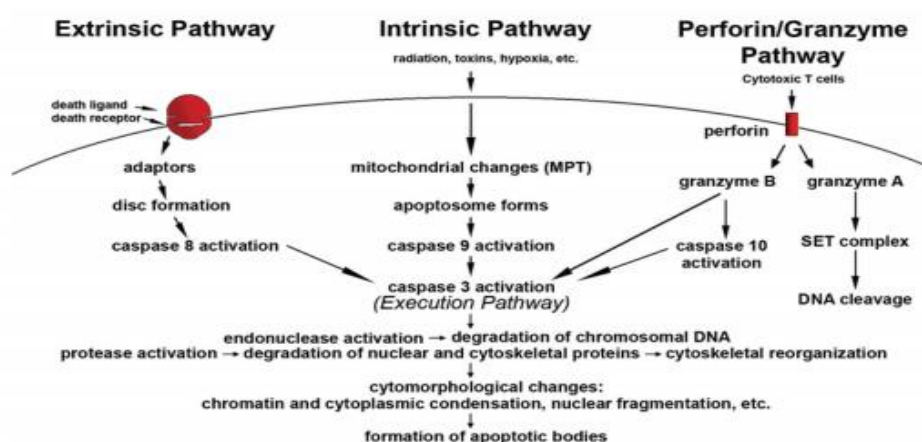 Extrinsic Pathway
Intrinsic Pathway
radiation, toxins, hypoxia, etc.
Perforin/Granzyme
Pathway
Cytotoxic T cells
death ligand
death receptor
perforin
adaptors
mitochondrial changes (MPT)
granzyme B
granzyme A
disc formation
apoptosome forms
caspase 8 activation
caspase 9 activation
caspase 10
activation
SET complex
caspase 3 activation
(Execution Pathway)
DNA cleavage
endonuclease activation → degradation of chromosomal DNA
protease activation → degradation of nuclear and cytoskeletal proteins → cytoskeletal reorganization
cytomorphological changes:
chromatin and cytoplasmic condensation, nuclear fragmentation, etc.
formation of apoptotic bodies